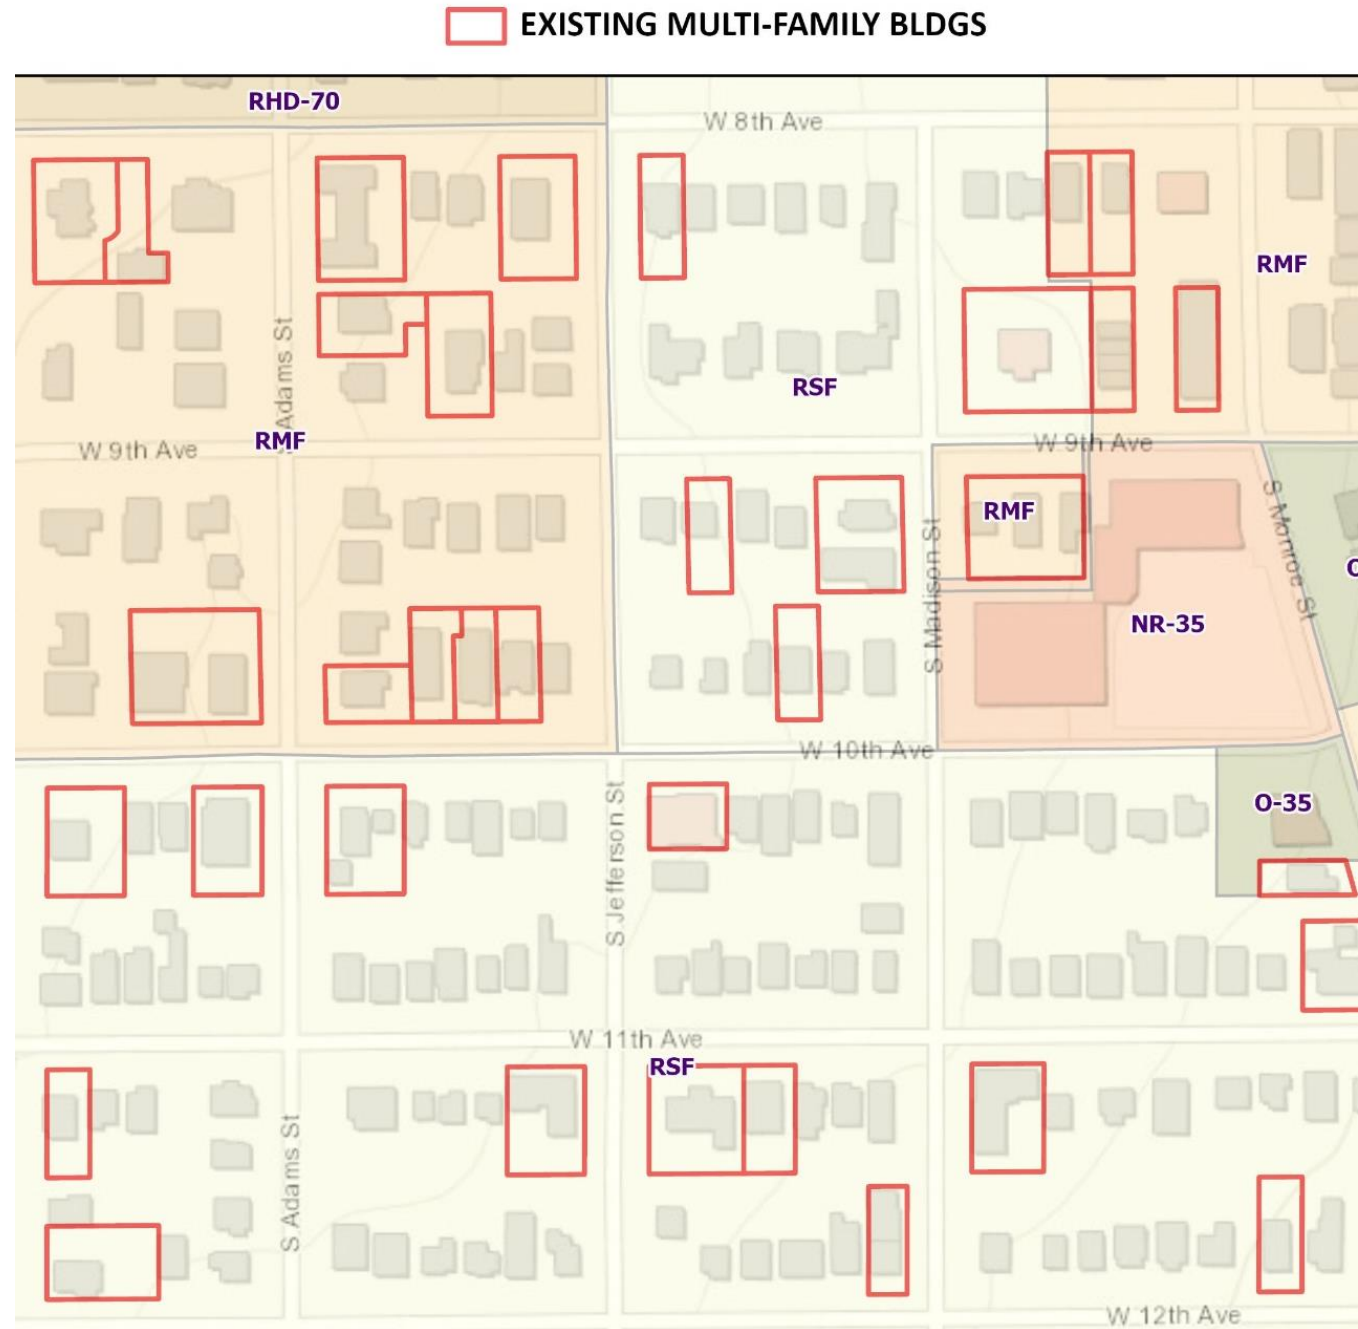 EXISTING MULTI-FAMILY BLDGS
RHD-70
W 8th Ave
RMF
S Adams St
RSF
W 9th Ave
RMF
W 9th Ave
RMF
S Madison St
S Monroe St
NR-35
W 10th Ave
S Jefferson St
O-35
W 11th Ave
RSF
S Adams St
W 12th Ave